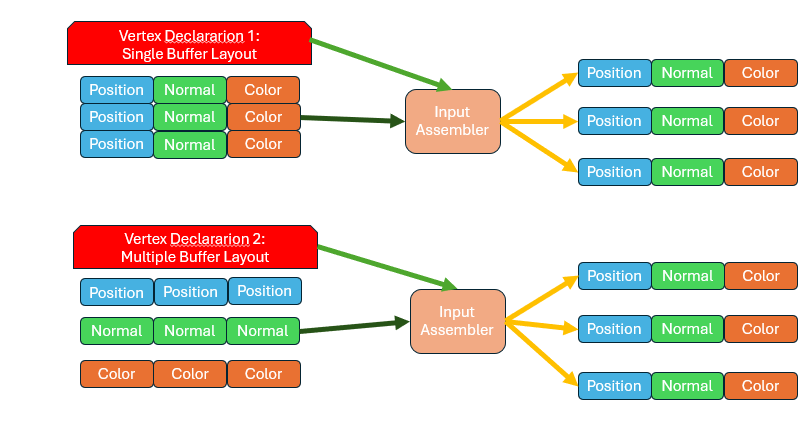 Vertex Declararion 1:
Single Buffer Layout
Position Normal Color
Position Normal Color
Position Normal Color
Input
Assembler
Position Normal Color
Position Normal Color
Position Normal Color
Vertex Declararion 2:
Multiple Buffer Layout
Position Position Position
Normal Normal Normal
Color Color Color
Input
Assembler
Position Normal Color
Position Normal Color
Position Normal Color